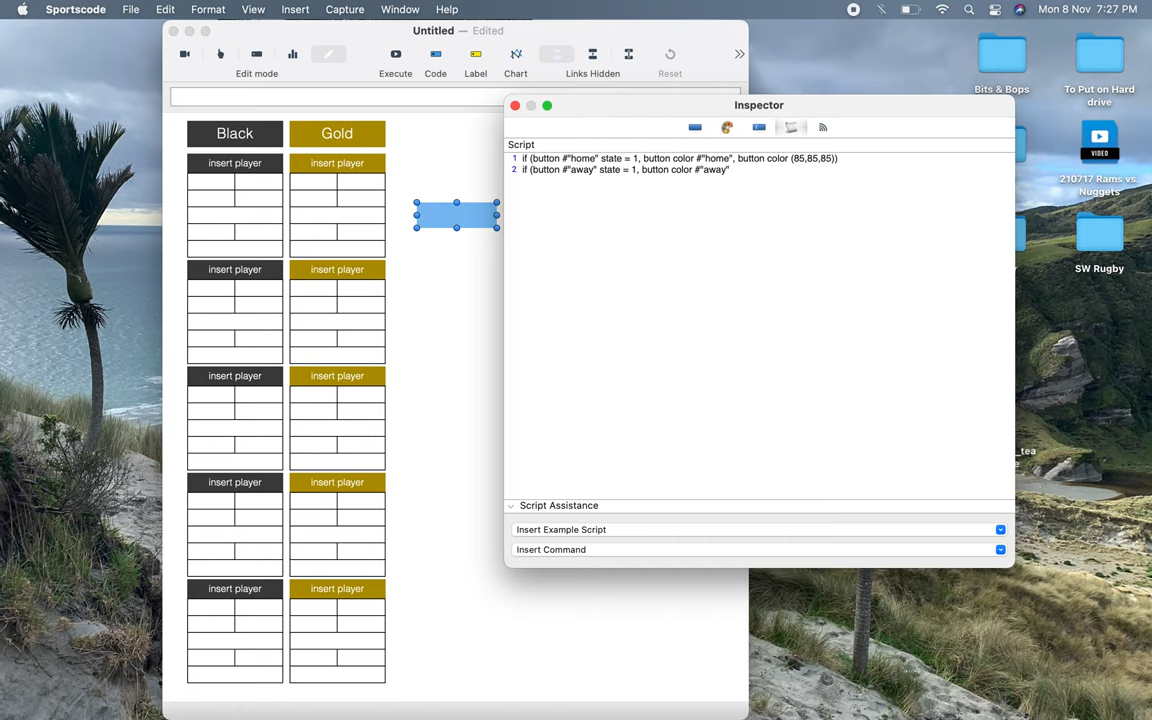 Sportscode File Edit Format View Insert Capture Window Help Mon 8 Nov 7:27 PM
Untitled — Edited
Edit mode Execute Code Label Chart Links Hidden Reset
Bits & Bops
To Put on Hard drive
VIDEO
210717 Rams vs. Nuggets
SW Rugby
Black Gold
insert player insert player
insert player insert player
insert player insert player
insert player insert player
insert player insert player
Inspector
Script
1 if (button #"home" state = 1, button color #"home", button color (85,85,85))
2 if (button #"away" state = 1, button color #"away"
Script Assistance
Insert Example Script
Insert Command